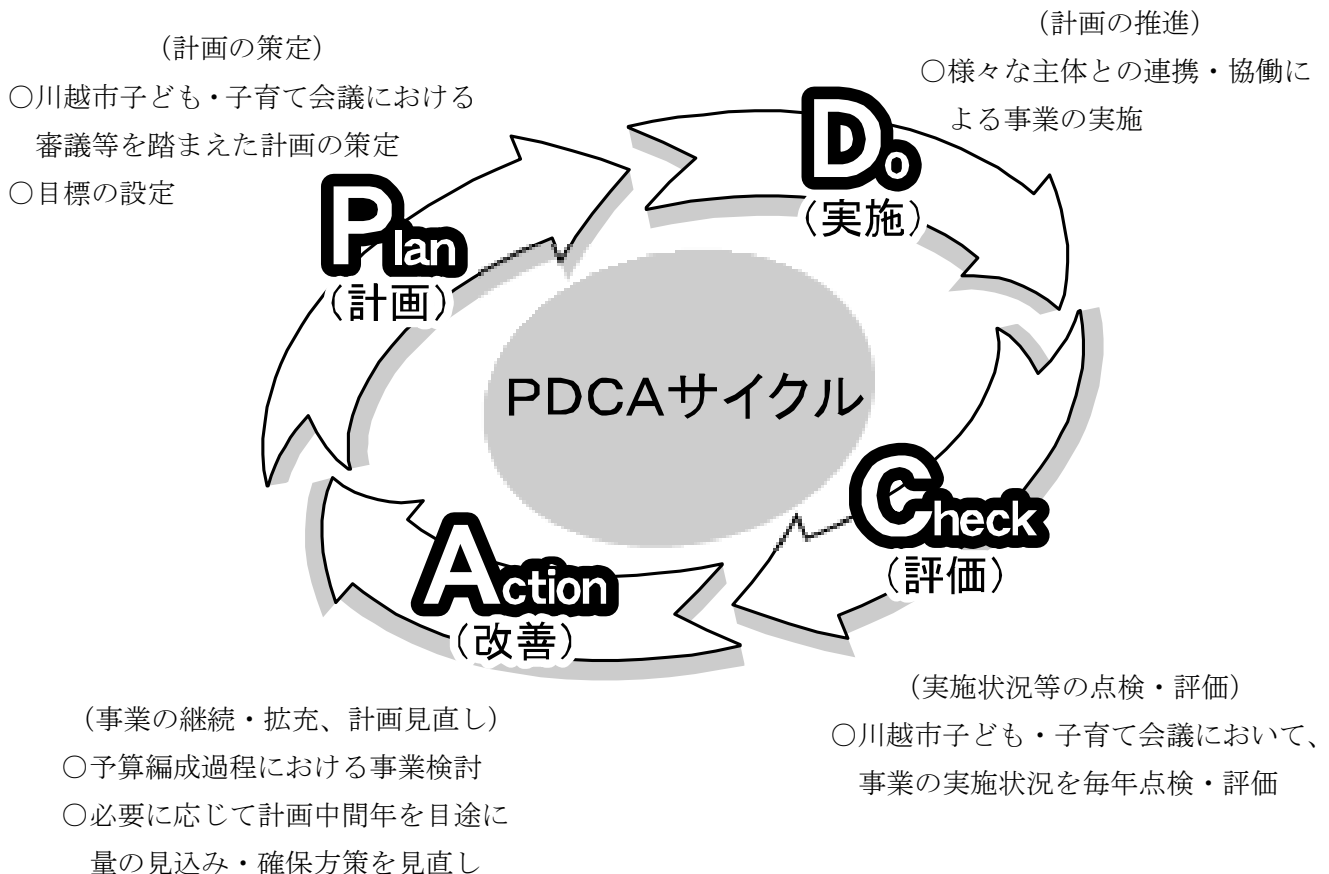 （計画の策定）
○川越市子ども・子育て会議における
審議等を踏まえた計画の策定
○目標の設定
Plan
（計画）
（計画の推進）
○様々な主体との連携・協働に
よる事業の実施
Do
（実施）
PDCAサイクル
Check
（評価）
（実施状況等の点検・評価）
○川越市子ども・子育て会議において、
事業の実施状況を毎年点検・評価
Action
（改善）
（事業の継続・拡充、計画見直し）
○予算編成過程における事業検討
○必要に応じて計画中間年を目途に
量の見込み・確保方策を見直し